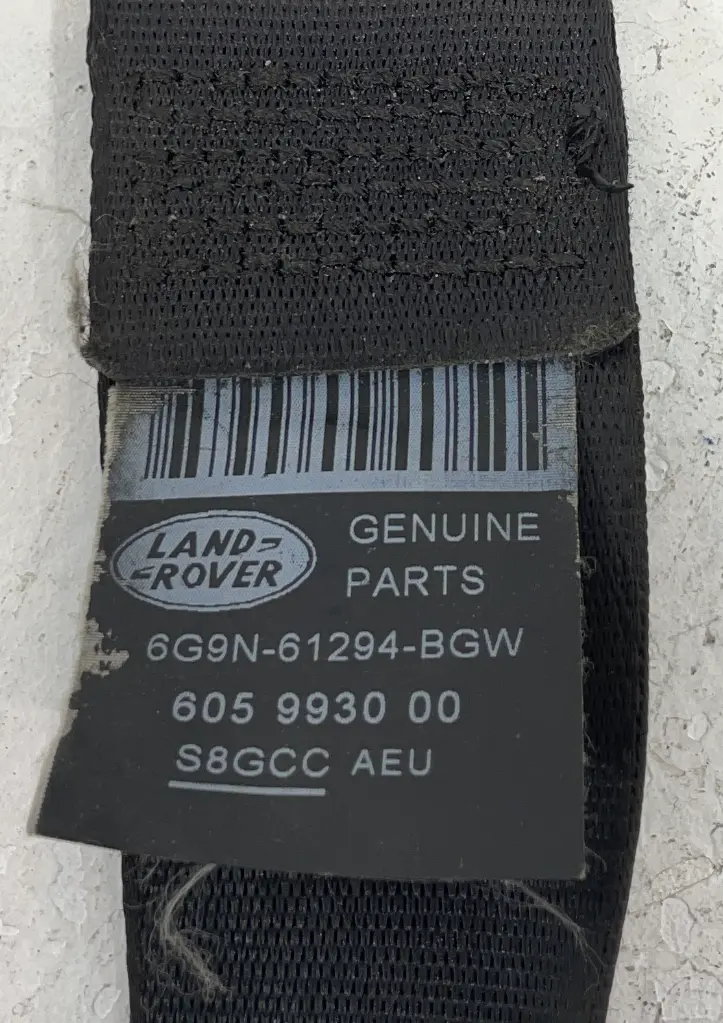 LAND-
-ROVER
GENUINE
PARTS
6G9N-61294-BGW
605 9930 00
S8GCC AEU